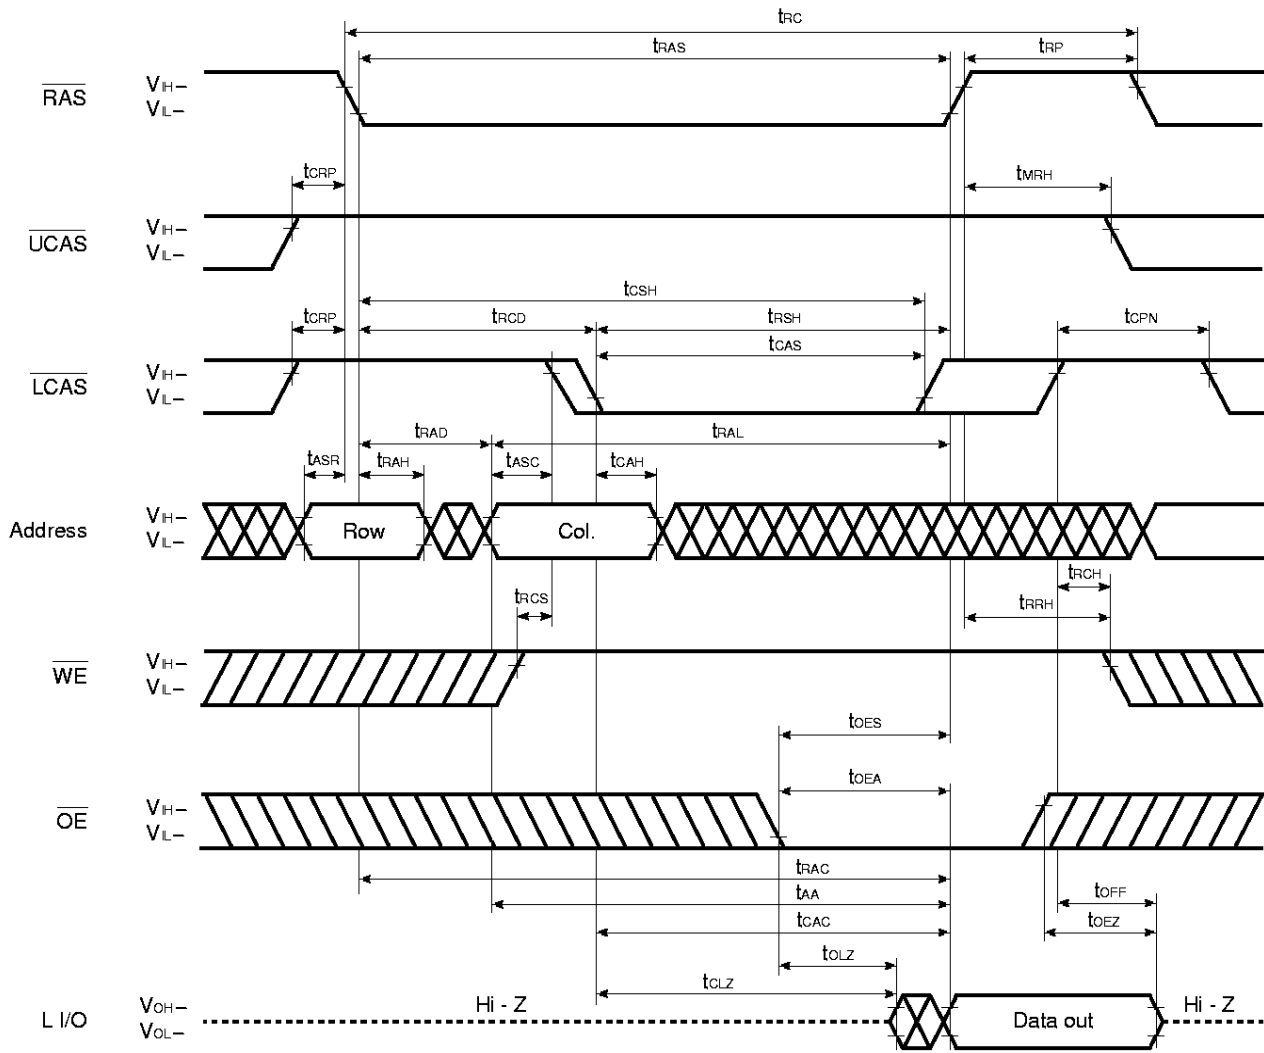 tRC
tRAS
tRP
RAS
VIH–
VIL–
tCRP
tMRH
UCAS
VIH–
VIL–
tCSH
tCRP
tRCD
tRSH
tCPN
tCAS
LCAS
VIH–
VIL–
tRAD
tRAL
tASR
tRAH
tASC
tCAH
Address
VIH–
VIL–
Row
Col.
tRCH
tRCS
tRRH
WE
VIH–
VIL–
tOES
tOEA
OE
VIH–
VIL–
tRAC
tAA
tOFF
tCAC
tOEZ
tOLZ
tCLZ
L I/O
VOH–
VOL–
Hi - Z
Data out
Hi - Z